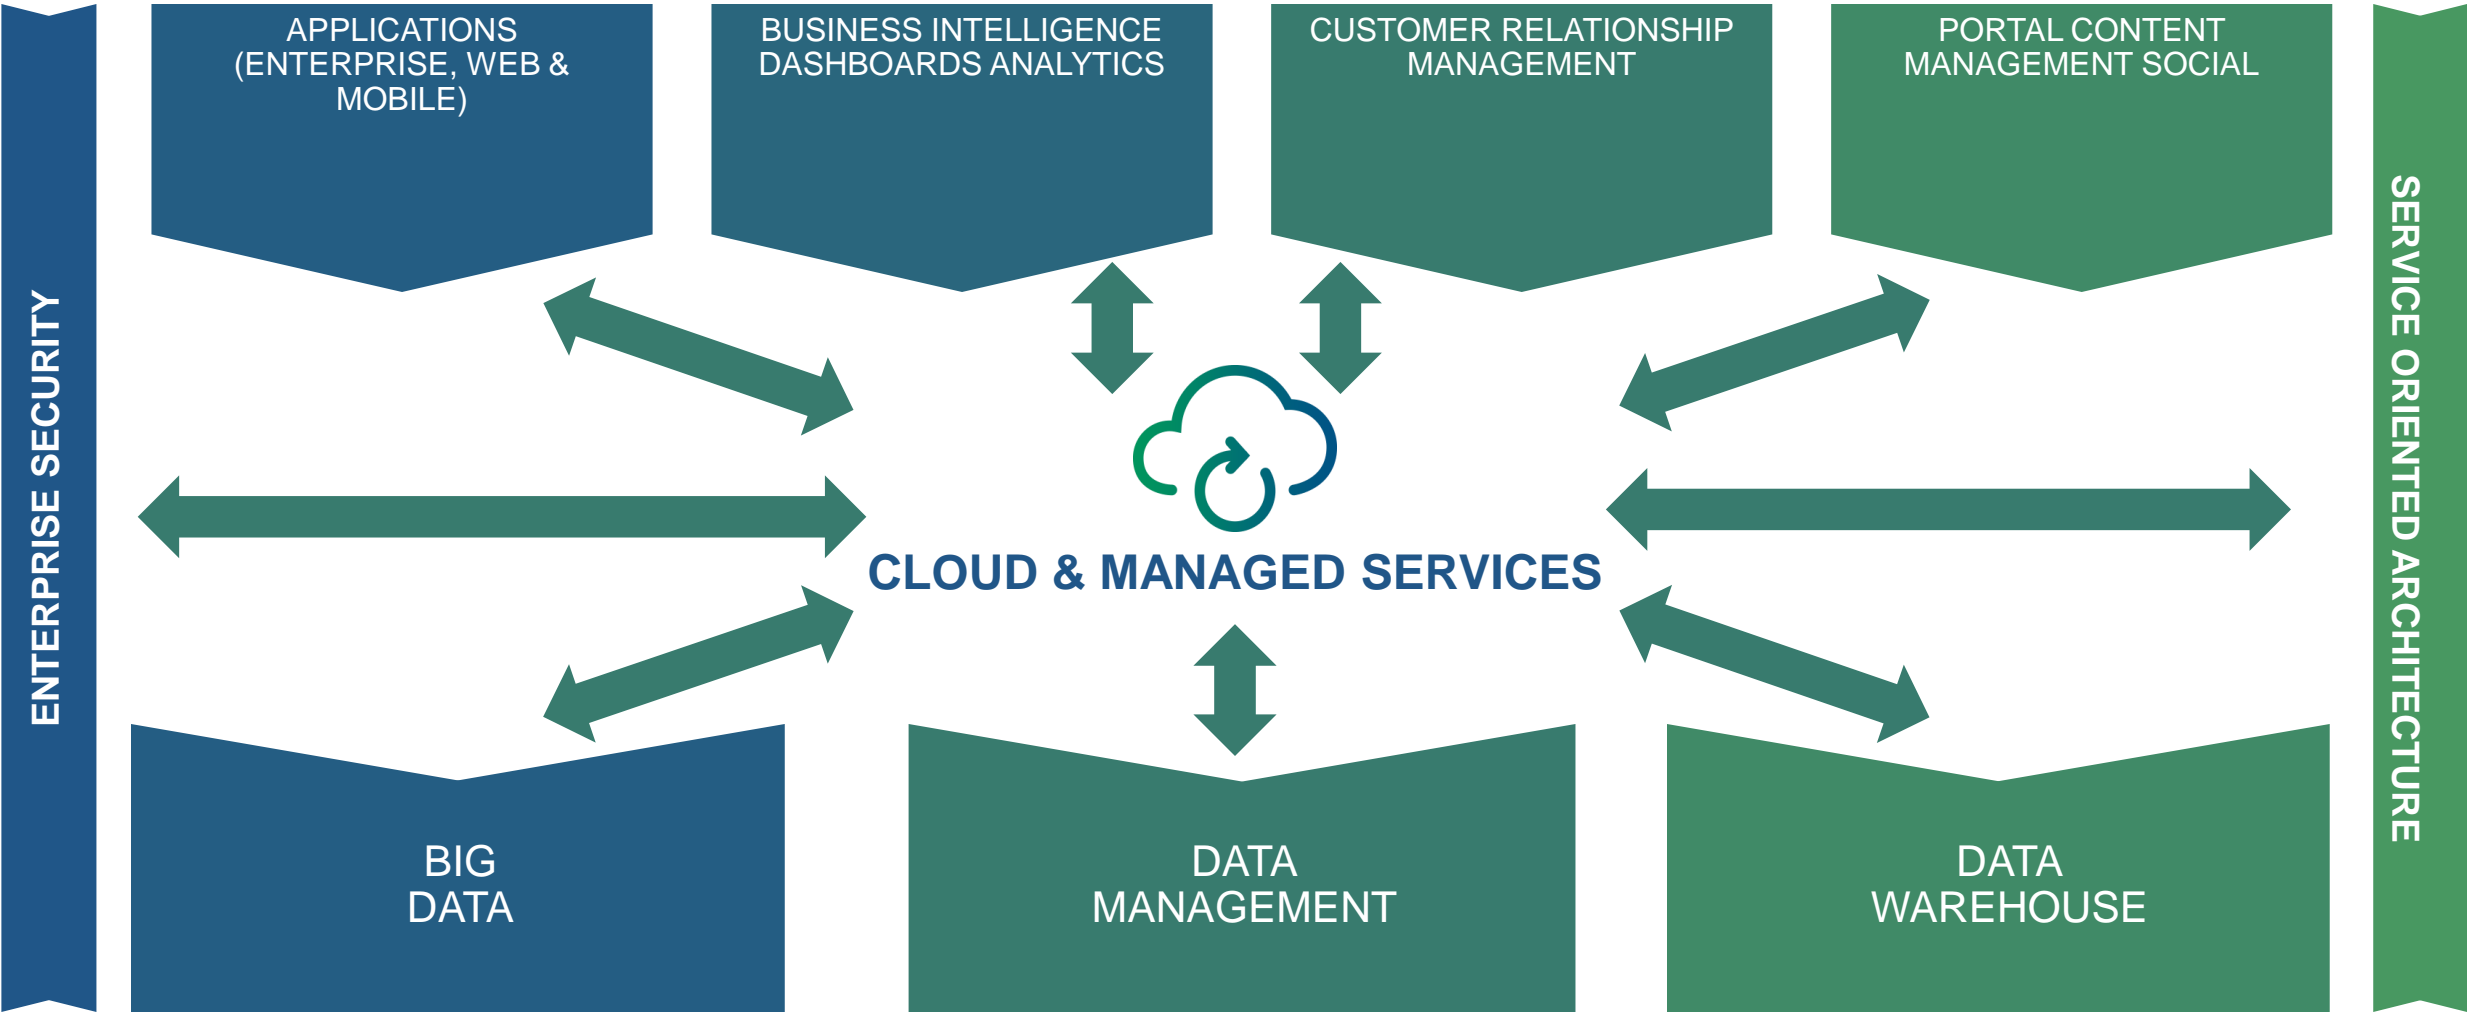 APPLICATIONS
(ENTERPRISE, WEB &
MOBILE)
BUSINESS INTELLIGENCE
DASHBOARDS ANALYTICS
CUSTOMER RELATIONSHIP
MANAGEMENT
PORTAL CONTENT
MANAGEMENT SOCIAL
ENTERPRISE SECURITY
SERVICE ORIENTED ARCHITECTURE
CLOUD & MANAGED SERVICES
BIG
DATA
DATA
MANAGEMENT
DATA
WAREHOUSE